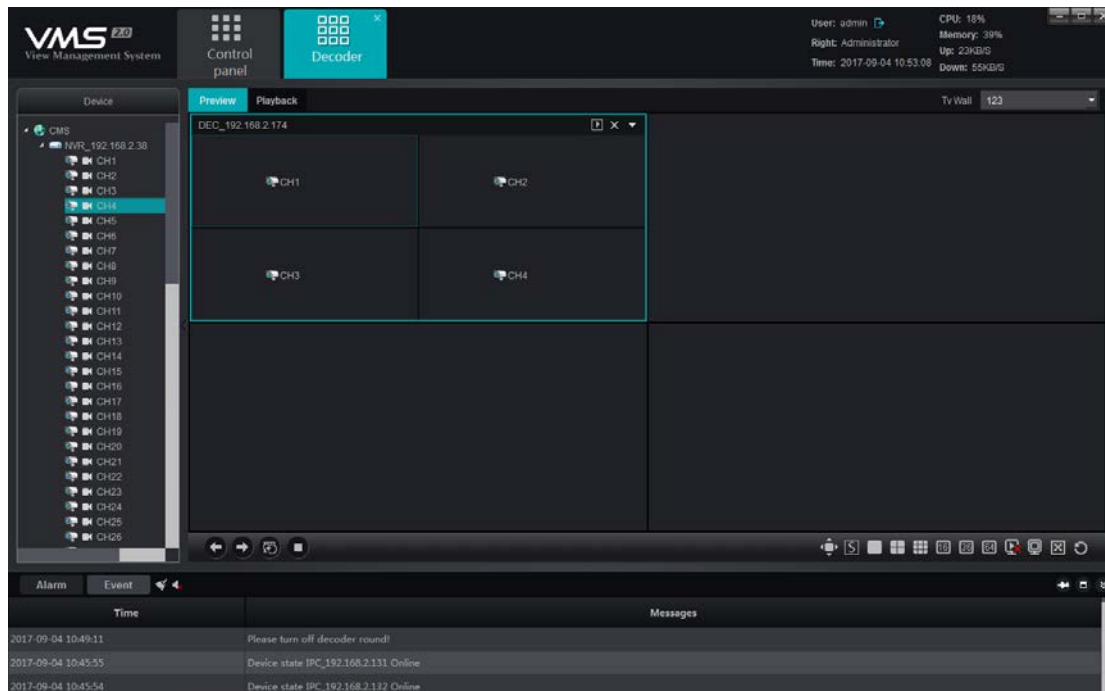 VMS 2.0
View Management System
Control
panel
Decoder
User: admin
Right: Administrator
Time: 2017-09-04 10:53:08
CPU: 18%
Memory: 39%
Up: 23KB/S
Down: 55KB/S
Device
Preview Playback
Tv Wall 123
CMS
NVR_192.168.2.38
CH1
CH2
CH3
CH4
CH5
CH6
CH7
CH8
CH9
CH10
CH11
CH12
CH13
CH14
CH15
CH16
CH17
CH18
CH19
CH20
CH21
CH22
CH23
CH24
CH25
CH26
DEC_192.168.2.174
CH1 CH2
CH3 CH4
S 16 36 64
Alarm Event
Time Messages
2017-09-04 10:49:11 Please turn off decoder round!
2017-09-04 10:45:55 Device state IPC_192.168.2.131 Online
2017-09-04 10:45:54 Device state IPC_192.168.2.132 Online